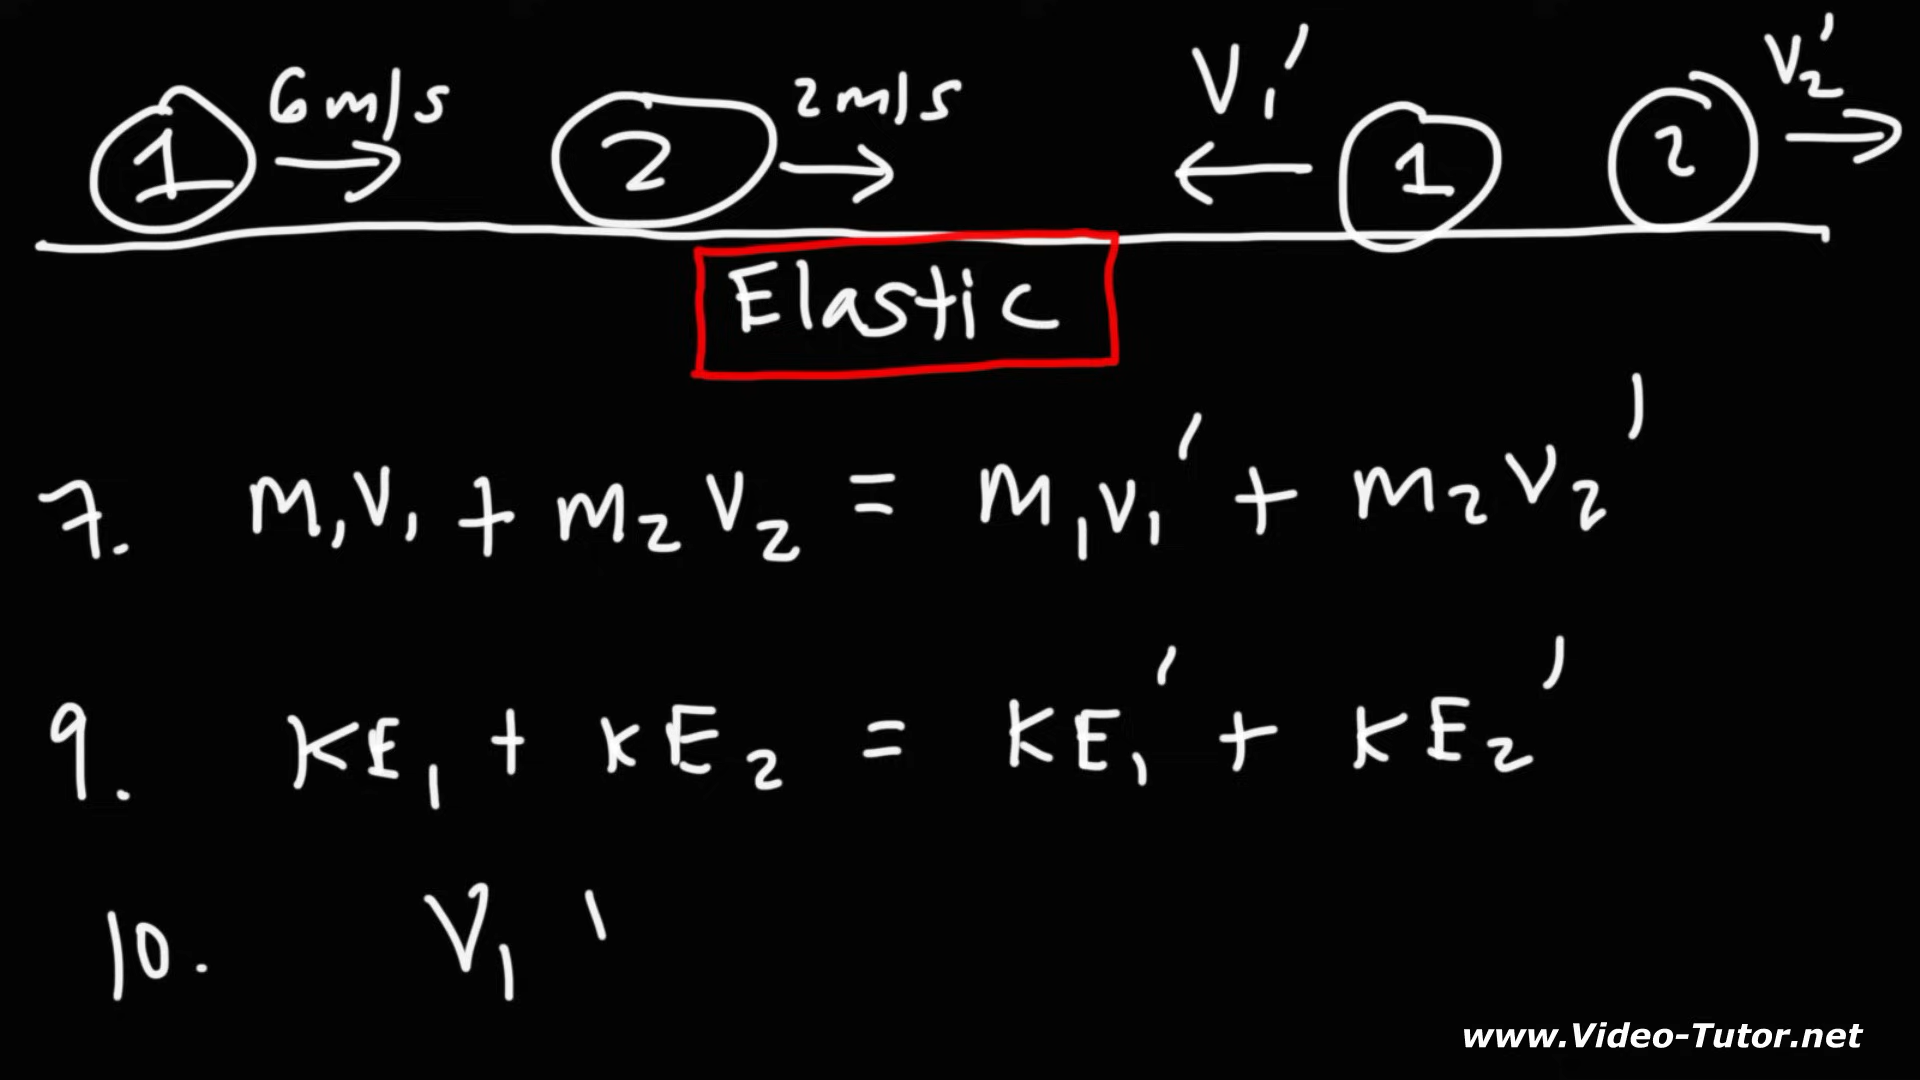 1 6 m/s 2 2 m/s V₁' 1 2 V₂'
Elastic
7. m₁v₁ + m₂v₂ = m₁v₁' + m₂v₂'
9. KE₁ + KE₂ = KE₁' + KE₂'
10. V₁ '
www.Video-Tutor.net